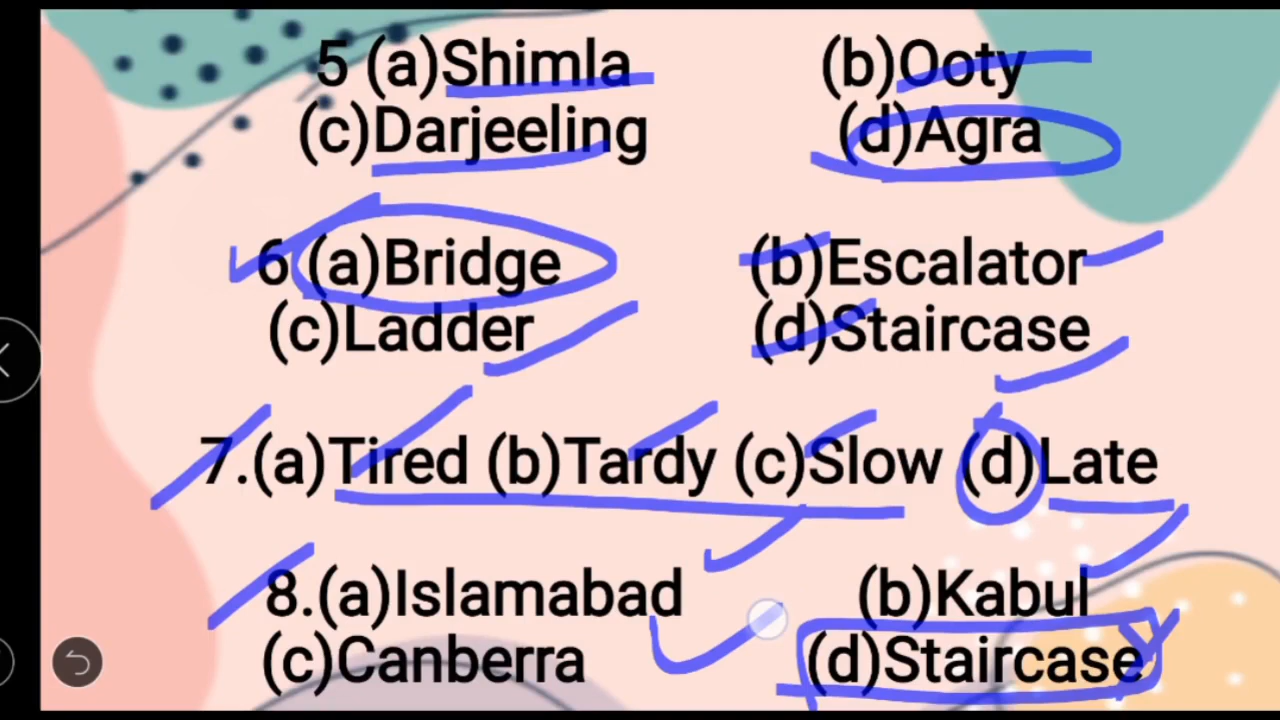 5 (a)Shimla (b)Ooty
(c)Darjeeling (d)Agra
6 (a)Bridge (b)Escalator
(c)Ladder (d)Staircase
7.(a)Tired (b)Tardy (c)Slow (d)Late
8.(a)Islamabad (b)Kabul
(c)Canberra (d)Staircase